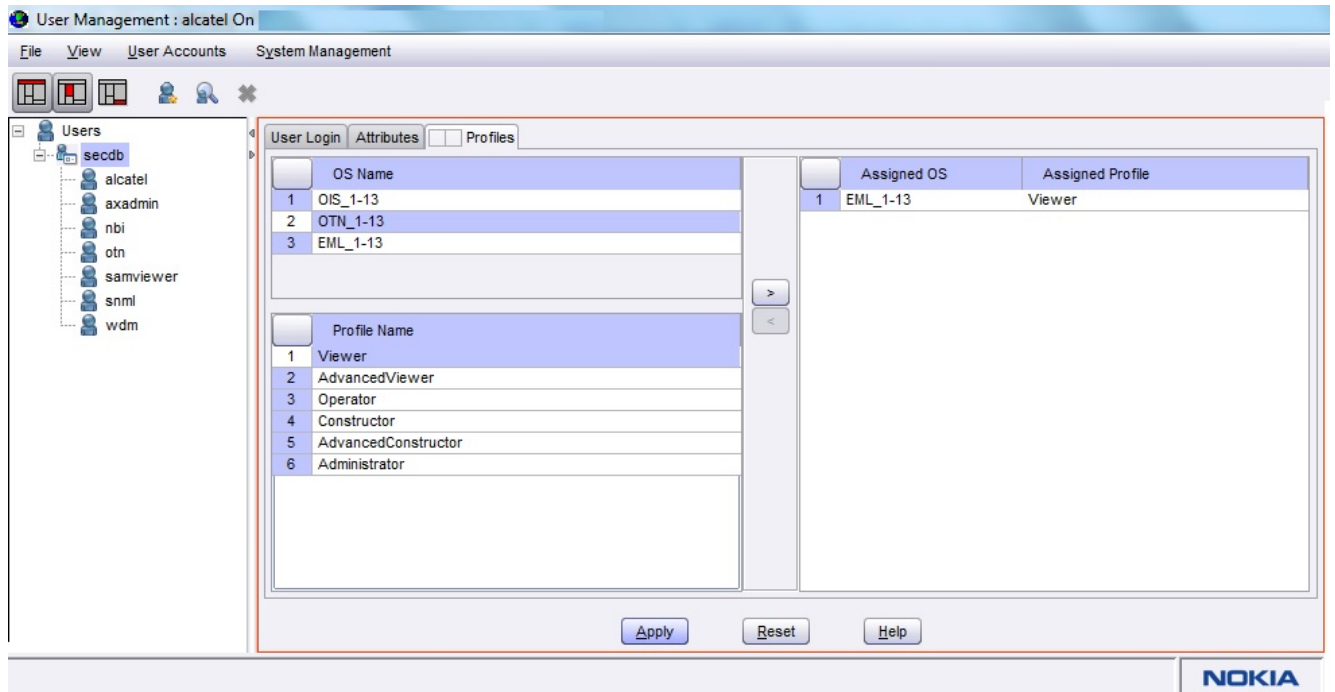 User Management : alcatel On
File View User Accounts System Management
Users
secdb
alcatel
axadmin
nbi
otn
samviewer
snml
wdm
User Login Attributes Profiles
OS Name
1 OIS_1-13
2 OTN_1-13
3 EML_1-13
Profile Name
1 Viewer
2 AdvancedViewer
3 Operator
4 Constructor
5 AdvancedConstructor
6 Administrator
>
<
Assigned OS Assigned Profile
1 EML_1-13 Viewer
Apply Reset Help
NOKIA